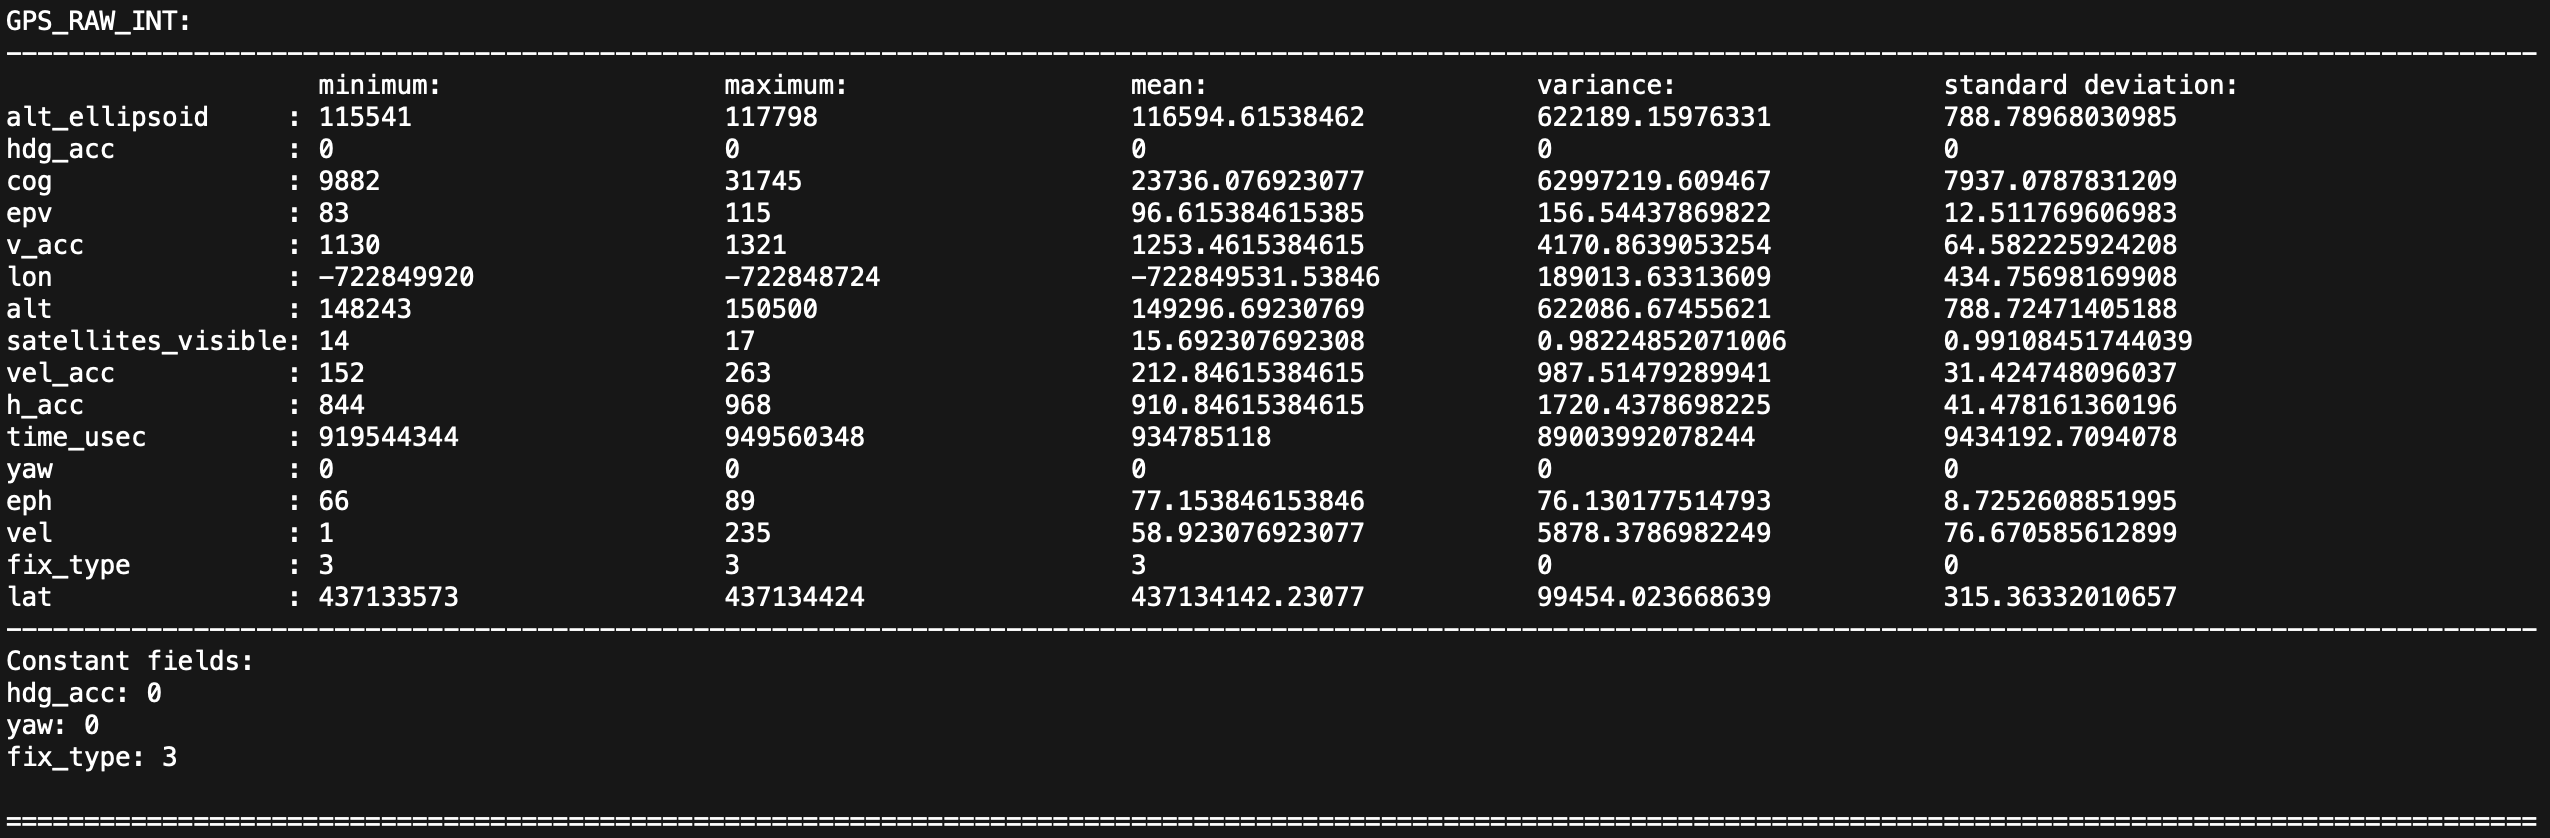 GPS_RAW_INT:
minimum: maximum: mean: variance: standard deviation:
alt_ellipsoid : 115541 117798 116594.61538462 622189.15976331 788.78968030985
hdg_acc : 0 0 0 0 0
cog : 9882 31745 23736.076923077 62997219.609467 7937.0787831209
epv : 83 115 96.615384615385 156.54437869822 12.511769606983
v_acc : 1130 1321 1253.4615384615 4170.8639053254 64.582225924208
lon : -722849920 -722848724 -722849531.53846 189013.63313609 434.75698169908
alt : 148243 150500 149296.69230769 622086.67455621 788.72471405188
satellites_visible: 14 17 15.692307692308 0.98224852071006 0.99108451744039
vel_acc : 152 263 212.84615384615 987.51479289941 31.424748096037
h_acc : 844 968 910.84615384615 1720.4378698225 41.478161360196
time_usec : 919544344 949560348 934785118 89003992078244 9434192.7094078
yaw : 0 0 0 0 0
eph : 66 89 77.153846153846 76.130177514793 8.7252608851995
vel : 1 235 58.923076923077 5878.3786982249 76.670585612899
fix_type : 3 3 3 0 0
lat : 437133573 437134424 437134142.23077 99454.023668639 315.36332010657
Constant fields:
hdg_acc: 0
yaw: 0
fix_type: 3